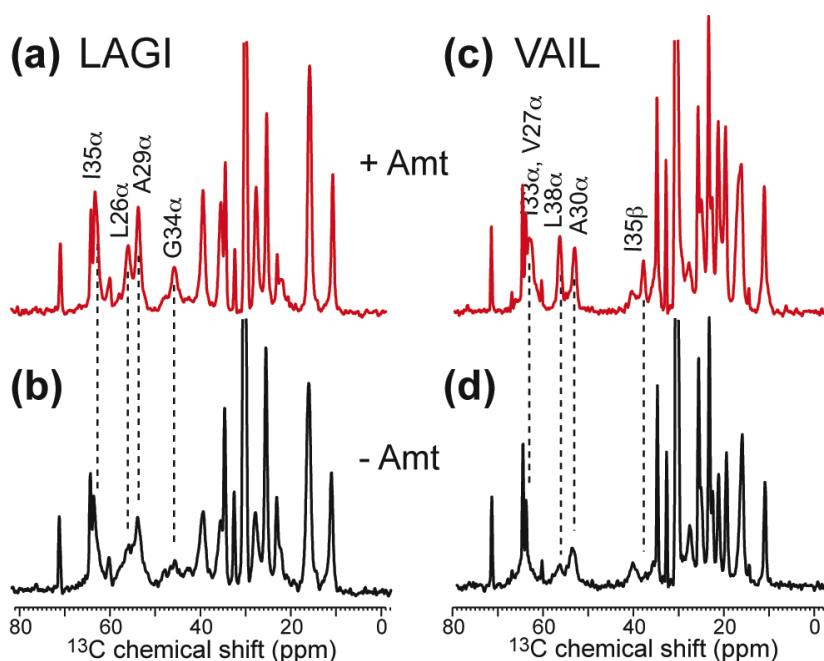 (a) LAGI
I35α
L26α
A29α
G34α
(c) VAIL
I33α, V27α
L38α
A30α
I35β
+ Amt
(b)
- Amt
(d)
80 60 40 20 0
13C chemical shift (ppm)
80 60 40 20 0
13C chemical shift (ppm)